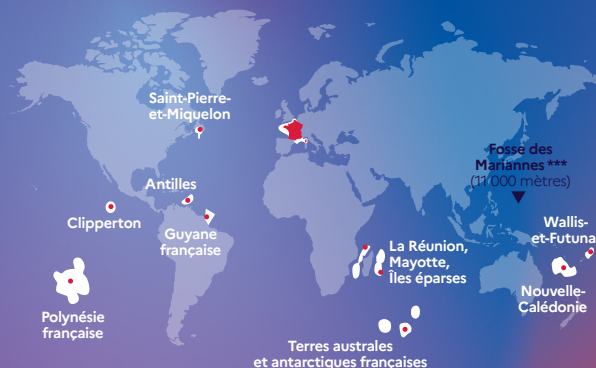 Saint-Pierre-
et-Miquelon
Fosse des
Mariannes ***
(11 000 mètres)
Antilles
Clipperton
Guyane
française
Wallis-
et-Futuna
La Réunion,
Mayotte,
Îles éparses
Nouvelle-
Calédonie
Polynésie
française
Terres australes
et antarctiques françaises